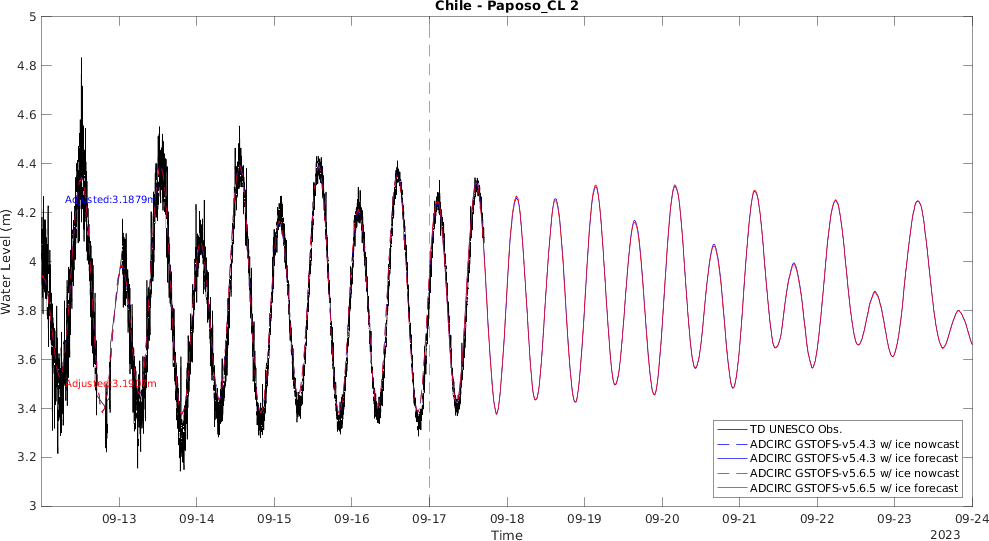 Chile - Paposo_CL 2
5
4.8
4.6
4.4
4.2
4
3.8
3.6
3.4
3.2
3
Water Level (m)
Adjusted:3.1879m
TD UNESCO Obs.
ADCIRC GSTOFS-v5.4.3 w/ ice nowcast
ADCIRC GSTOFS-v5.4.3 w/ ice forecast
ADCIRC GSTOFS-v5.6.5 w/ ice nowcast
ADCIRC GSTOFS-v5.6.5 w/ ice forecast
09-13
09-14
09-15
09-16
09-17
09-18
09-19
09-20
09-21
09-22
09-23
09-24
Time
2023